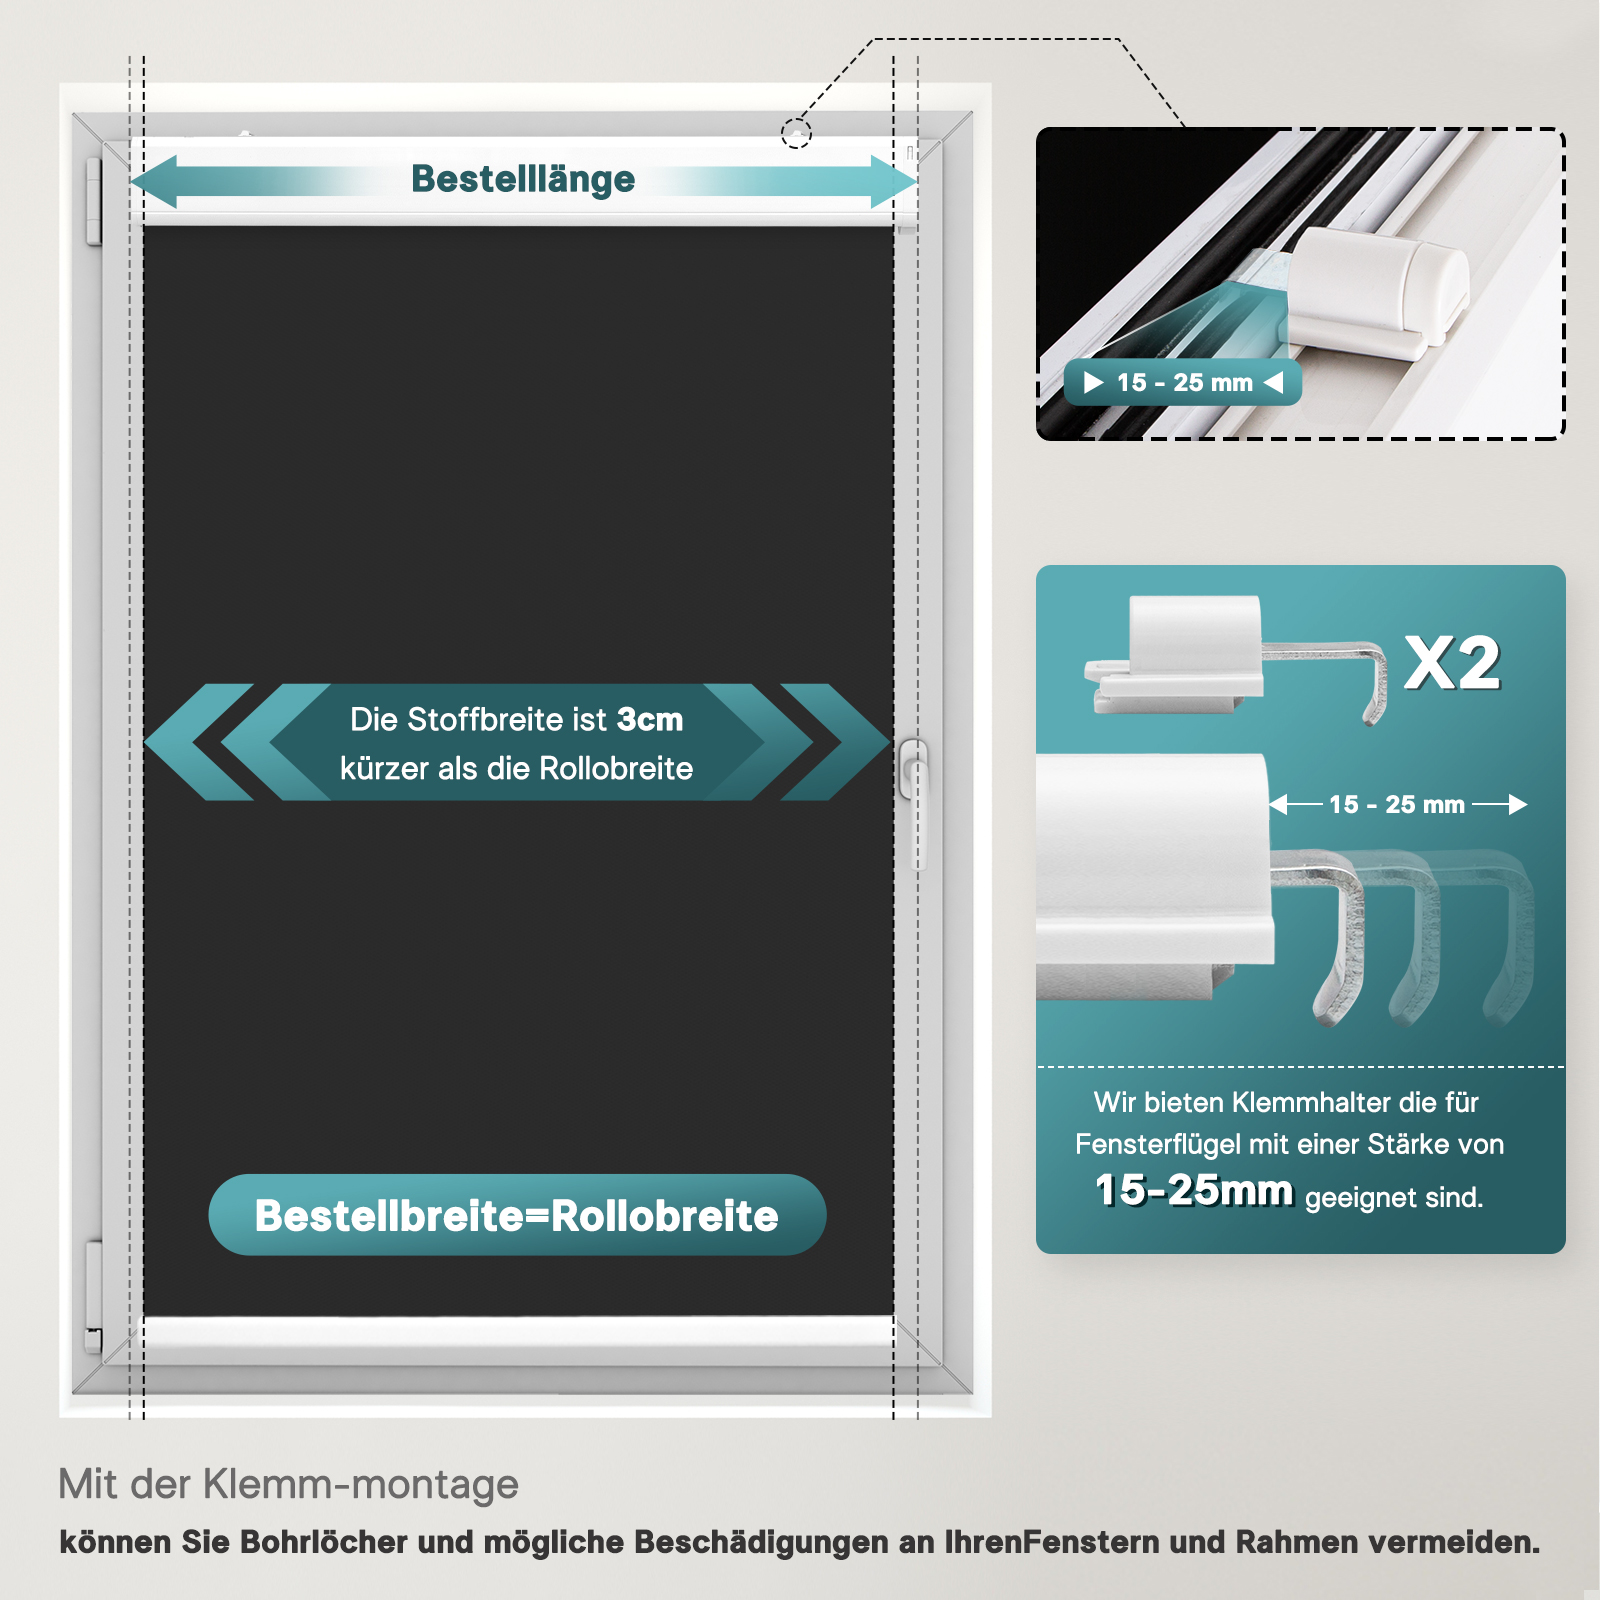 Bestelllänge
15 - 25 mm
Die Stoffbreite ist 3cm
kürzer als die Rollobreite
X2
15 - 25 mm
Wir bieten Klemmhalter die für
Fensterflügel mit einer Stärke von
15-25mm geeignet sind.
Bestellbreite=Rollobreite
Mit der Klemm-montage
können Sie Bohrlöcher und mögliche Beschädigungen an IhrenFenstern und Rahmen vermeiden.